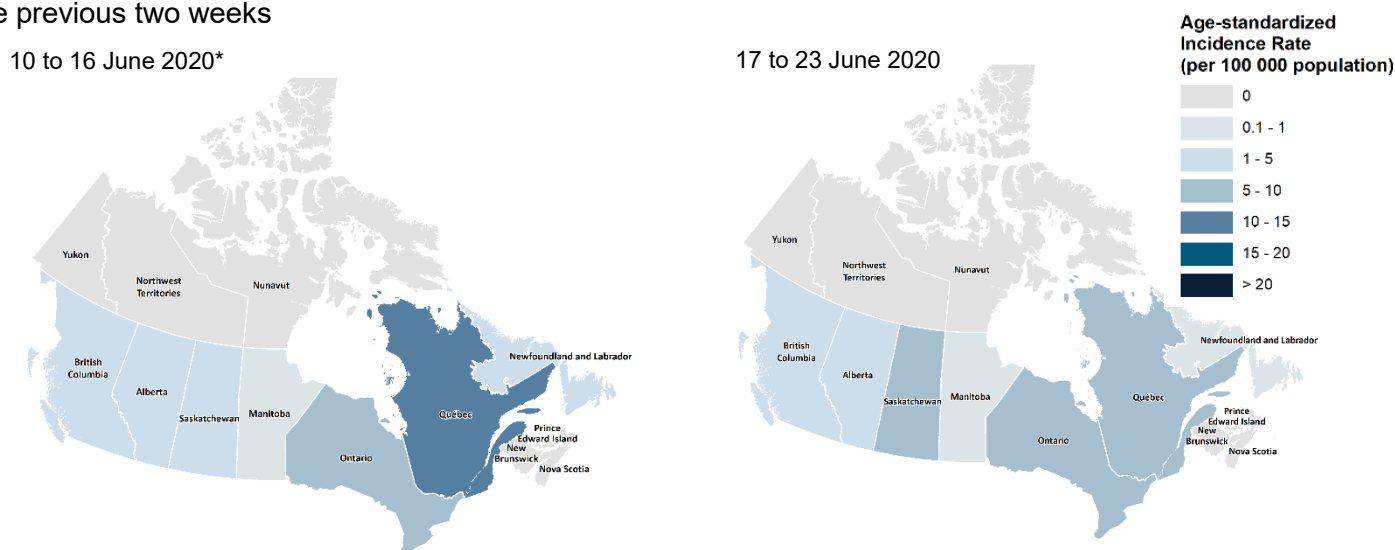 e previous two weeks
10 to 16 June 2020*
17 to 23 June 2020
Age-standardized
Incidence Rate
(per 100 000 population)
0
0.1 - 1
1 - 5
5 - 10
10 - 15
15 - 20
> 20
Yukon
Northwest
Territories
Nunavut
British
Columbia
Alberta
Saskatchewan
Manitoba
Ontario
Québec
Newfoundland and Labrador
Prince
Edward Island
New
Brunswick
Nova Scotia
Yukon
Northwest
Territories
Nunavut
British
Columbia
Alberta
Saskatchewan
Manitoba
Ontario
Québec
Newfoundland and Labrador
Prince
Edward Island
New
Brunswick
Nova Scotia